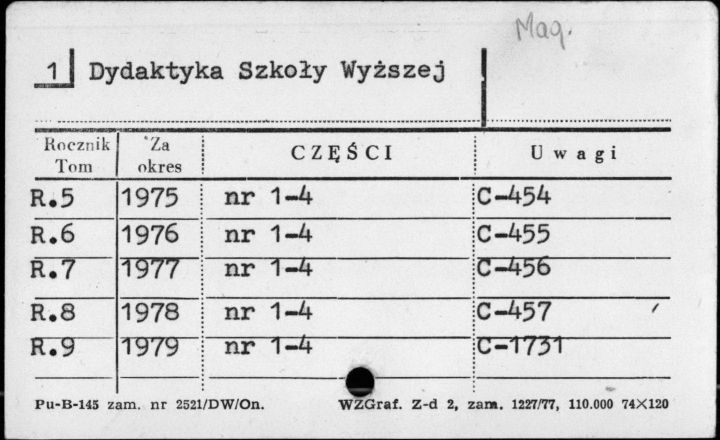 Mag.
1 Dydaktyka Szkoły Wyższej
Rocznik Tom Za okres CZĘŚCI Uwagi
R.5 1975 nr 1-4 C-454
R.6 1976 nr 1-4 C-455
R.7 1977 nr 1-4 C-456
R.8 1978 nr 1-4 C-457
R.9 1979 nr 1-4 C-1731
Pu-B-145 zam. nr 2521/DW/On. WZGraf. Z-d 2, zam. 1227/77, 110.000 74×120